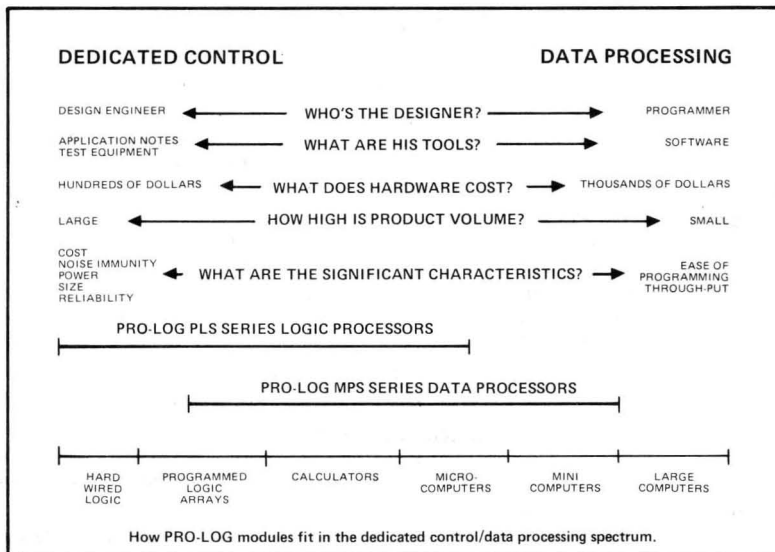 DEDICATED CONTROL DATA PROCESSING
DESIGN ENGINEER WHO'S THE DESIGNER? PROGRAMMER
APPLICATION NOTES
TEST EQUIPMENT WHAT ARE HIS TOOLS? SOFTWARE
HUNDREDS OF DOLLARS WHAT DOES HARDWARE COST? THOUSANDS OF DOLLARS
LARGE HOW HIGH IS PRODUCT VOLUME? SMALL
COST
NOISE IMMUNITY
POWER
SIZE
RELIABILITY
WHAT ARE THE SIGNIFICANT CHARACTERISTICS?
EASE OF
PROGRAMMING
THROUGH-PUT
PRO-LOG PLS SERIES LOGIC PROCESSORS
PRO-LOG MPS SERIES DATA PROCESSORS
HARD
WIRED
LOGIC
PROGRAMMED
LOGIC
ARRAYS
CALCULATORS
MICRO-
COMPUTERS
MINI
COMPUTERS
LARGE
COMPUTERS
How PRO-LOG modules fit in the dedicated control/data processing spectrum.